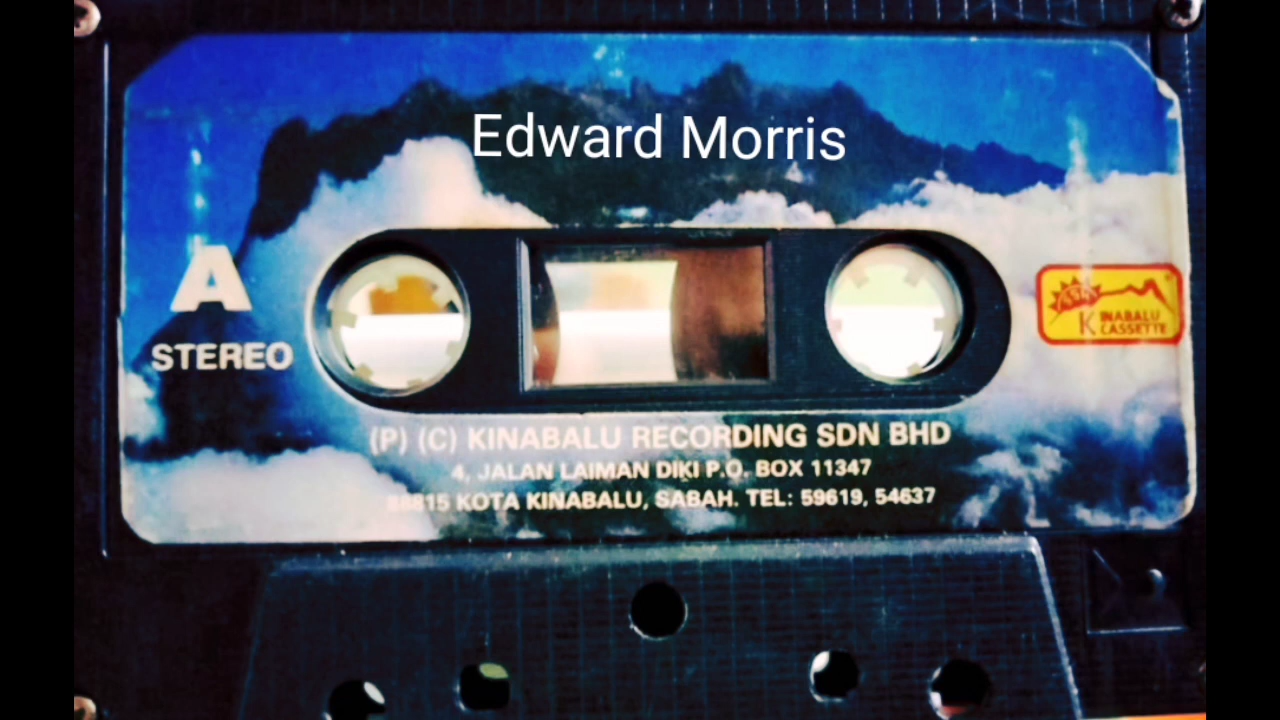 Edward Morris
A
STEREO
KINABALU
CASSETTE
(P) (C) KINABALU RECORDING SDN BHD
4, JALAN LAIMAN DIKI P.O. BOX 11347
KOTA KINABALU, SABAH. TEL: 59619, 54637